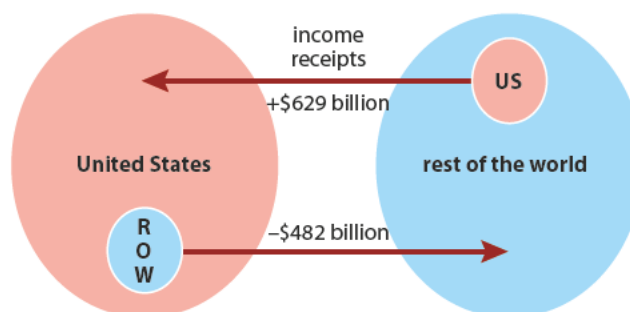 income
receipts
US
+$629 billion
United States
rest of the world
R
O
W
–$482 billion